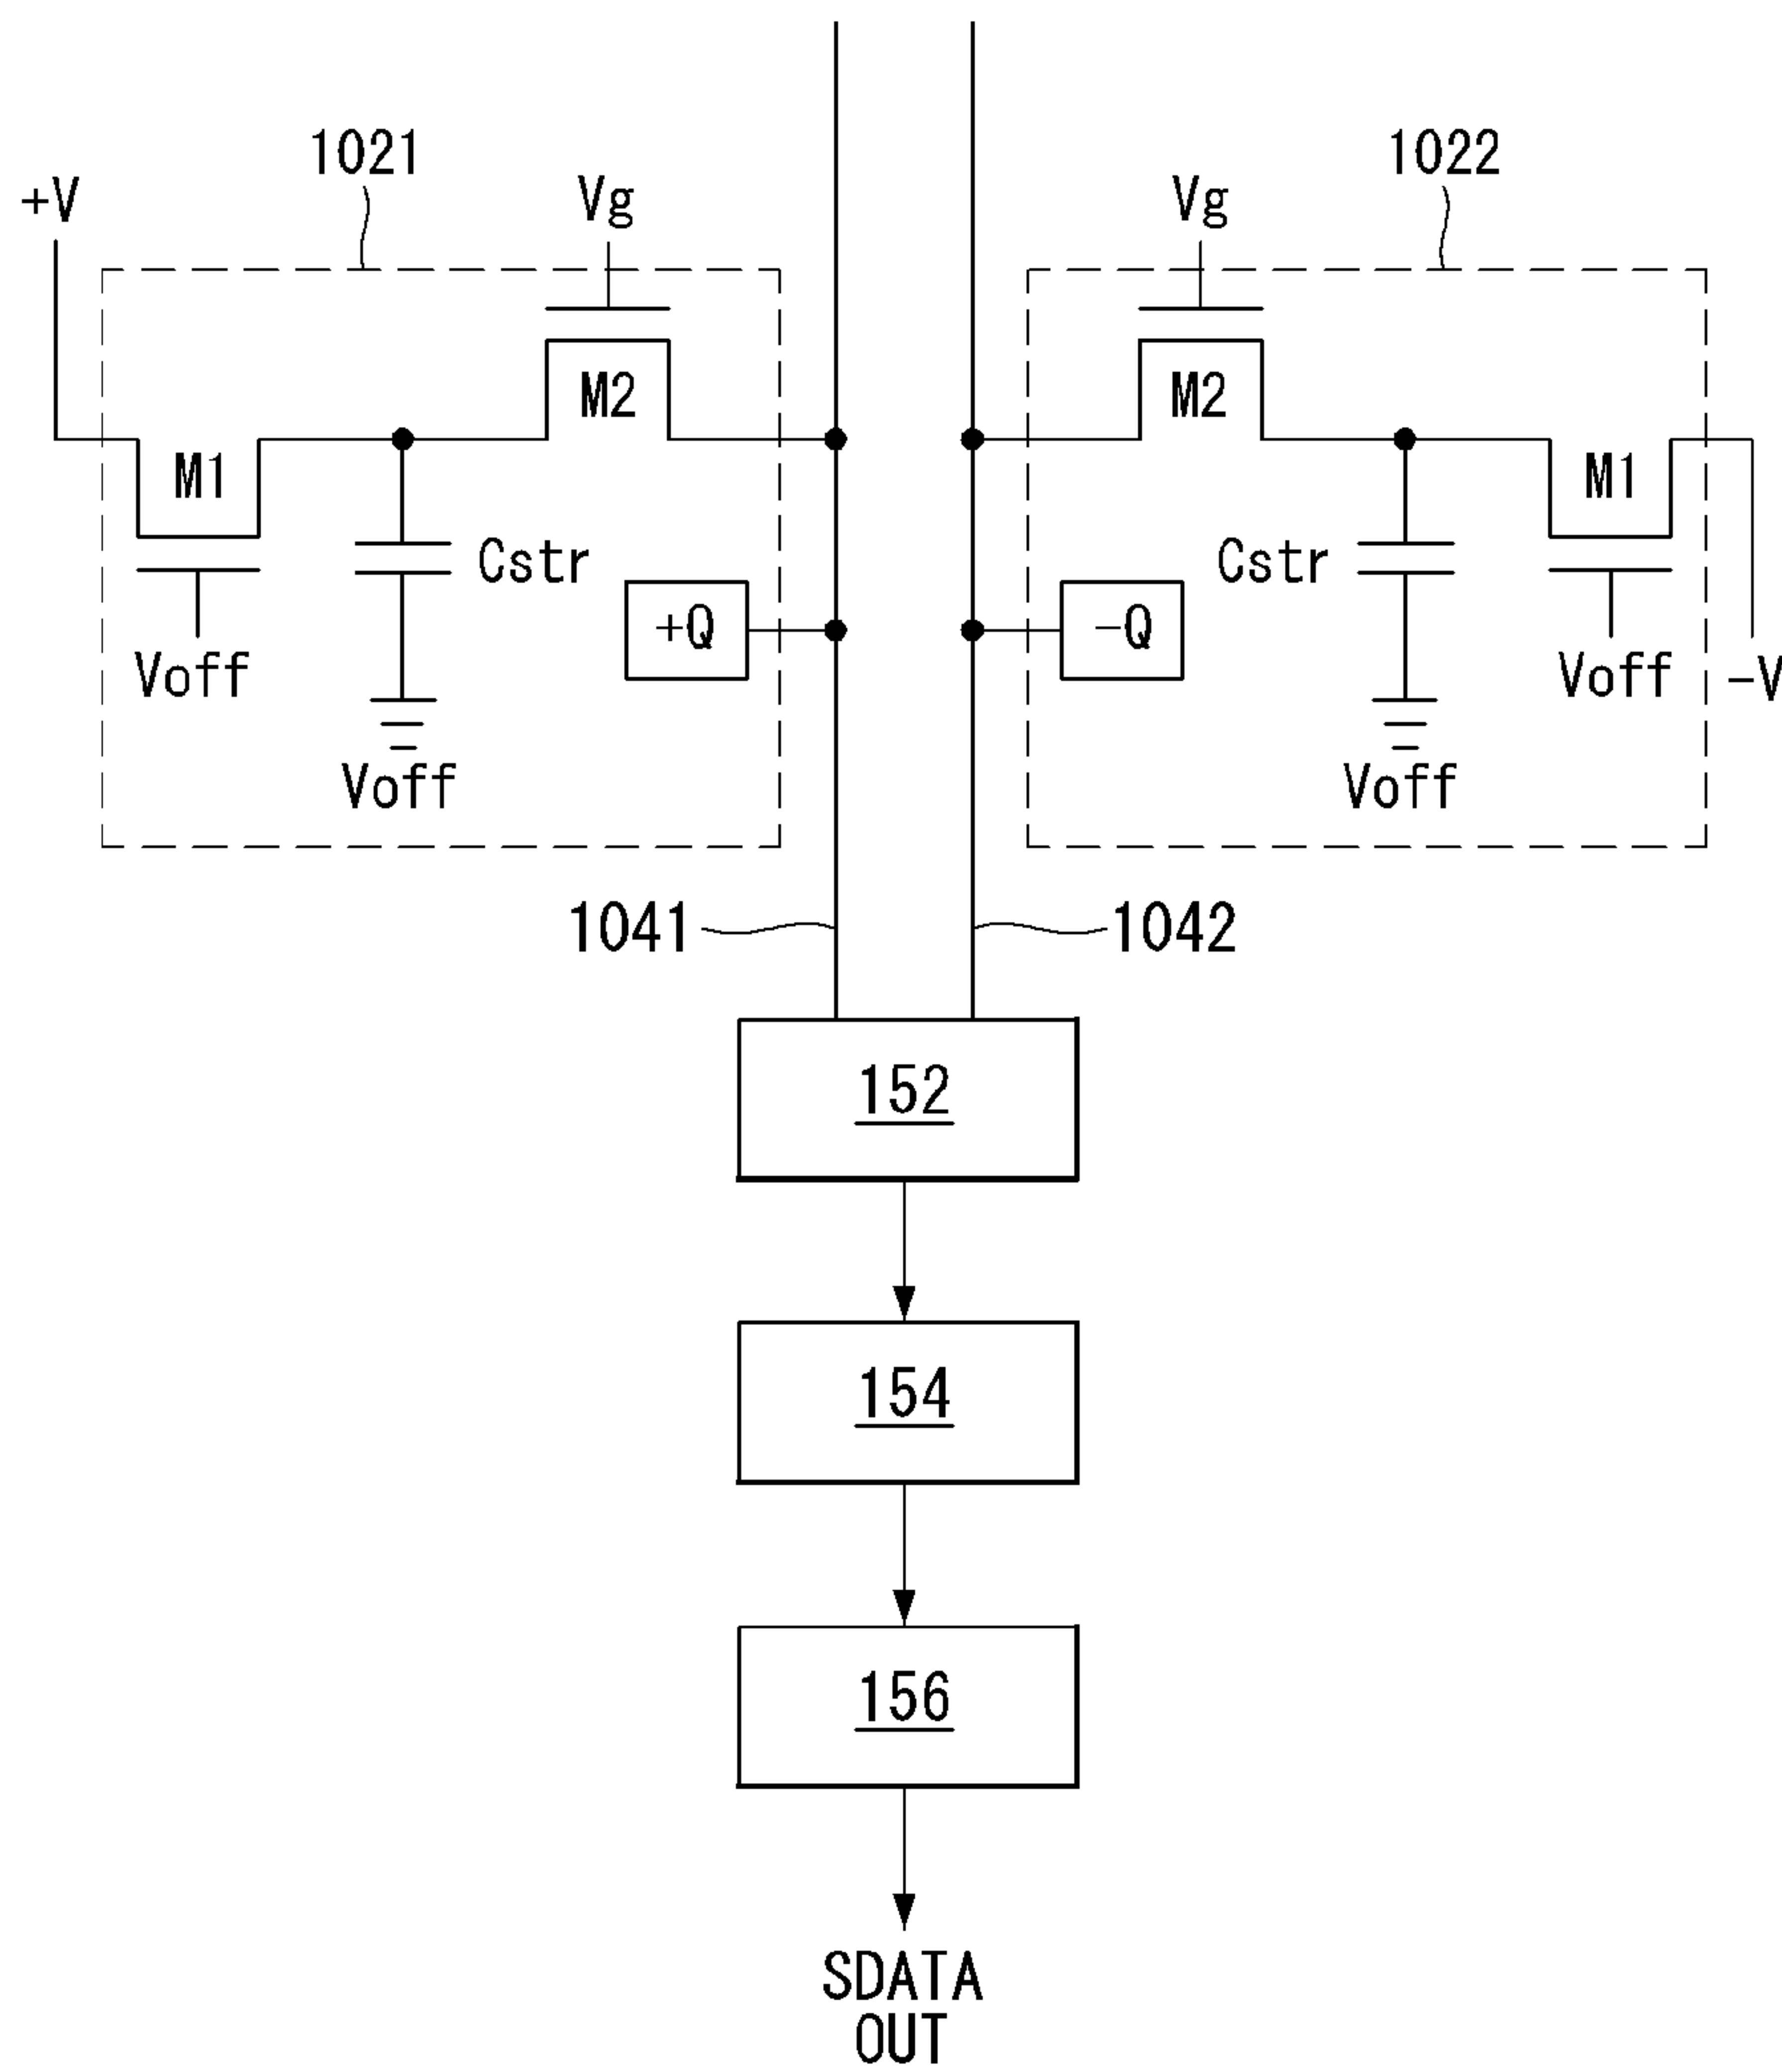 1021
1022
+V
Vg
Vg
M2
M2
M1
M1
Cstr
Cstr
+Q
-Q
Voff
Voff
-V
Voff
Voff
1041
1042
152
154
156
SDATA
OUT